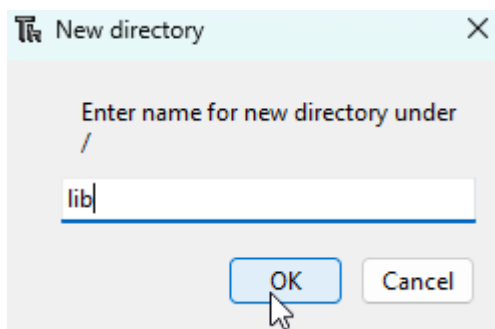 New directory
Enter name for new directory under
/
lib
OK
Cancel